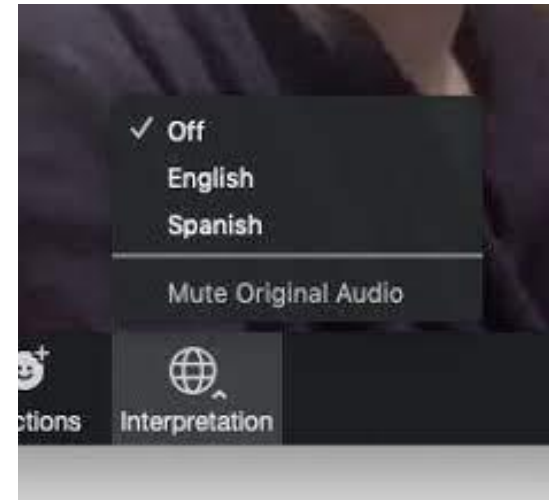 Off
English
Spanish
Mute Original Audio
ctions Interpretation